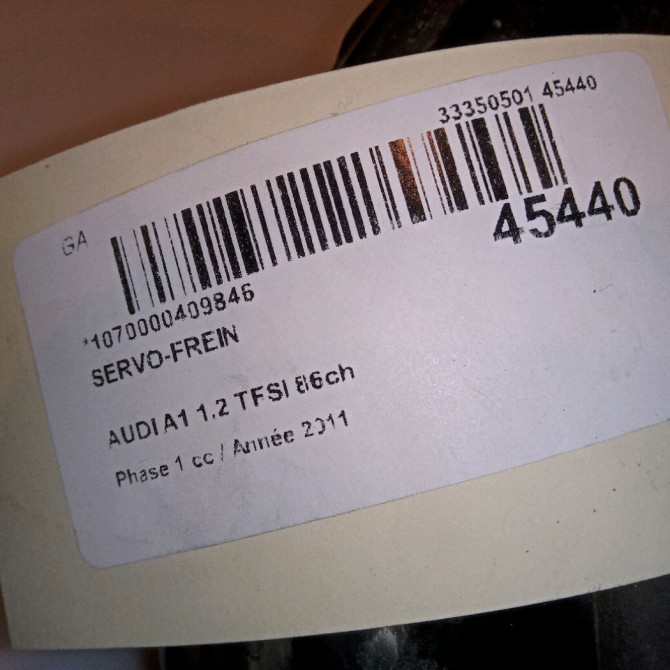 33350501 45440
GA
45440
*1070000409846
SERVO-FREIN
AUDI A1 1.2 TFSI 86ch
Phase 1 cc / Année 2011